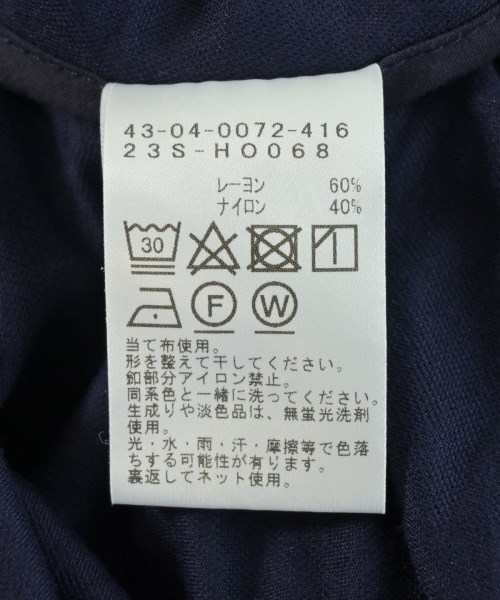 43-04-0072-416
23S-HO068
レーヨン 60%
ナイロン 40%
30
F W
当て布使用。
形を整えて干してください。
釦部分アイロン禁止。
同系色と一緒に洗ってください。
生成りや淡色品は、無蛍光洗剤
使用。
光・水・雨・汗・摩擦等で色落
ちする可能性が有ります。
裏返してネット使用。